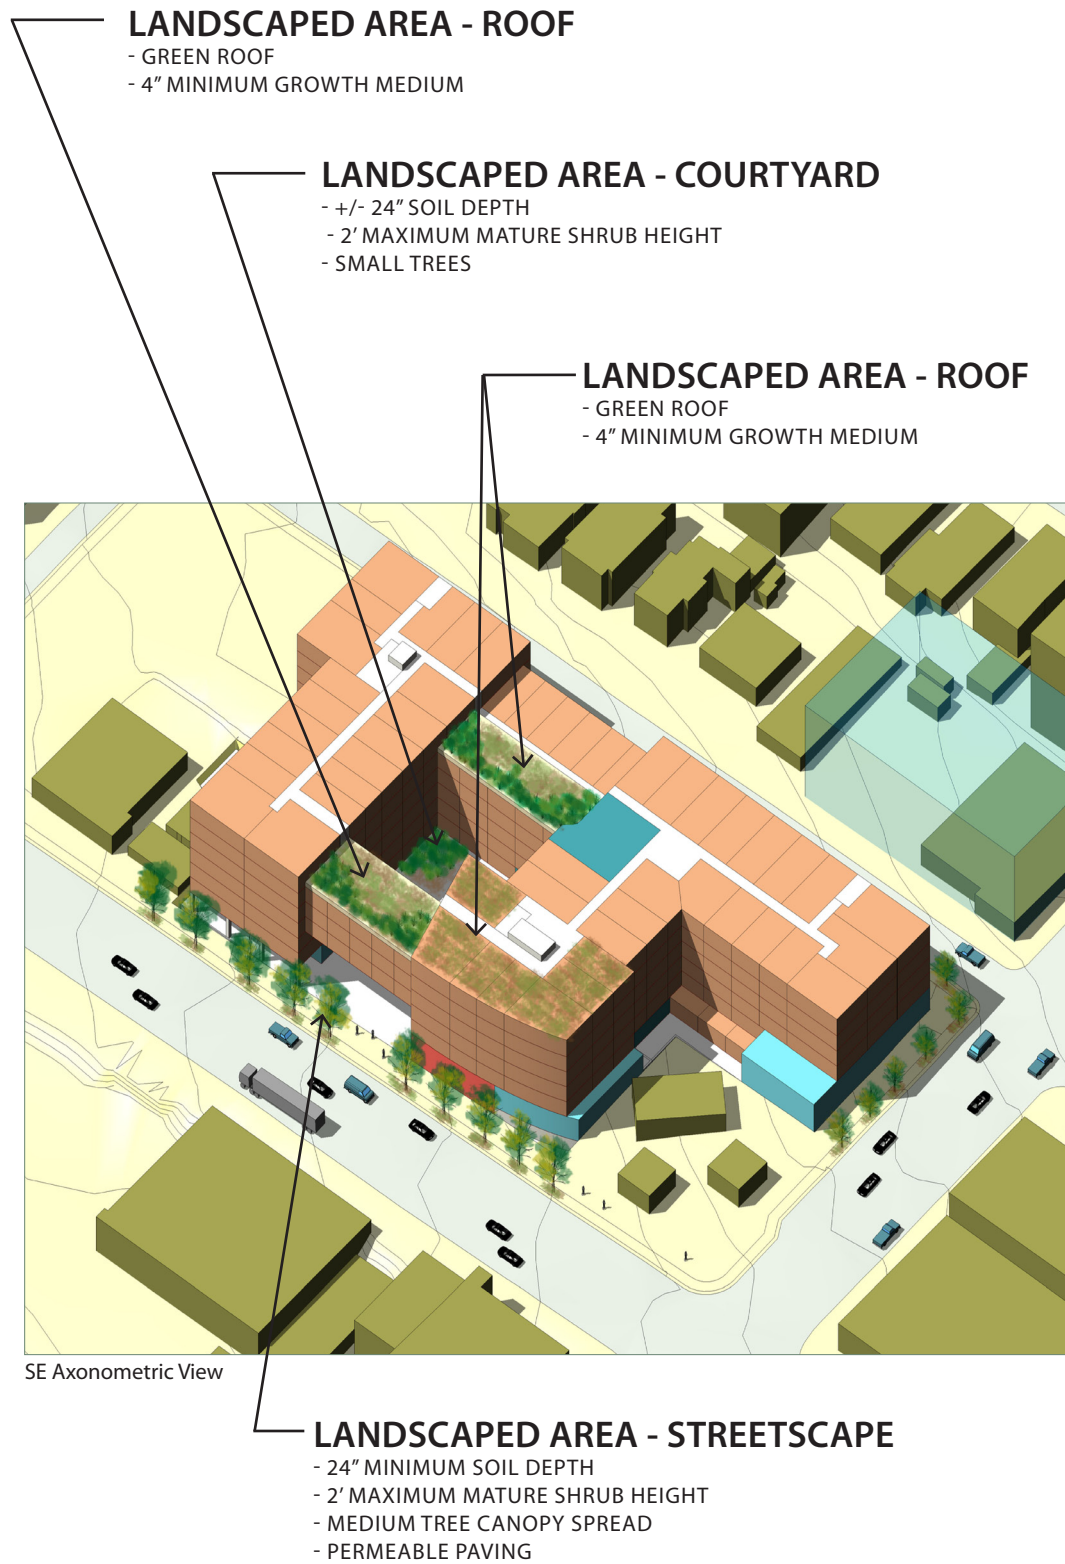 LANDSCAPED AREA - ROOF
- GREEN ROOF
- 4” MINIMUM GROWTH MEDIUM
LANDSCAPED AREA - COURTYARD
- +/- 24” SOIL DEPTH
- 2’ MAXIMUM MATURE SHRUB HEIGHT
- SMALL TREES
LANDSCAPED AREA - ROOF
- GREEN ROOF
- 4” MINIMUM GROWTH MEDIUM
SE Axonometric View
LANDSCAPED AREA - STREETSCAPE
- 24” MINIMUM SOIL DEPTH
- 2’ MAXIMUM MATURE SHRUB HEIGHT
- MEDIUM TREE CANOPY SPREAD
- PERMEABLE PAVING